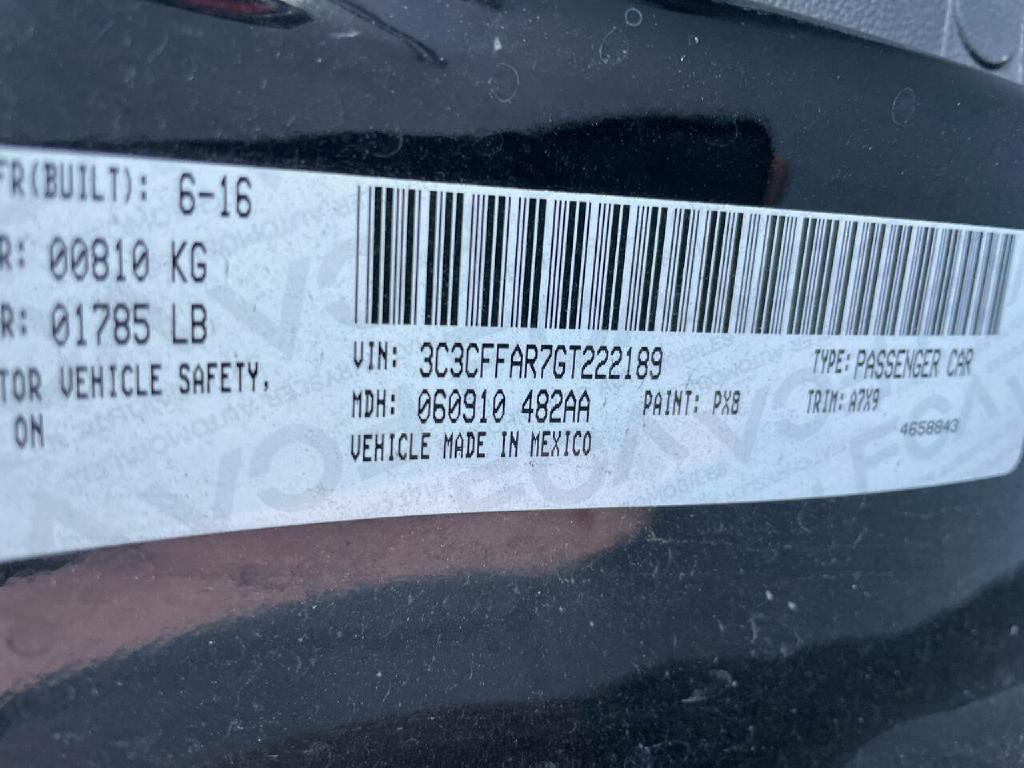 FR(BUILT): 6-16
R: 00810 KG
R: 01785 LB
TOR VEHICLE SAFETY,
ON
VIN: 3C3CFFAR7GT222189 TYPE: PASSENGER CAR
MDH: 060910 482AA PAINT: PX8 TRIM: A7X9
VEHICLE MADE IN MEXICO 4658843